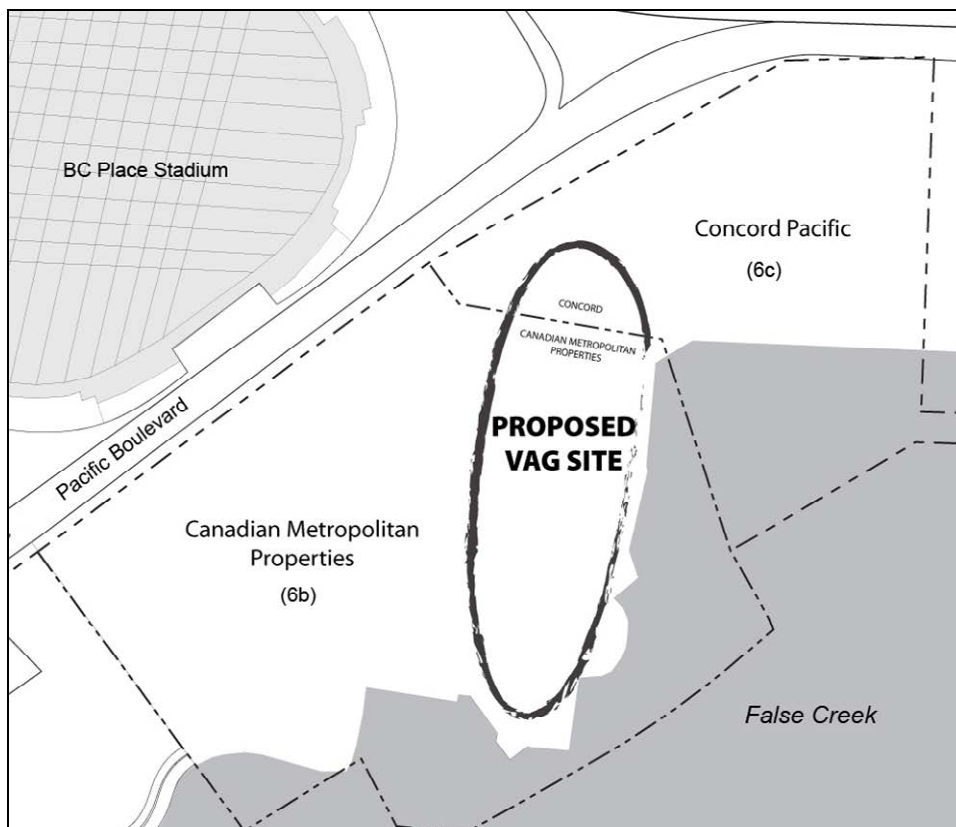 BC Place Stadium
Concord Pacific
(6c)
CONCORD
CANADIAN METROPOLITAN
PROPERTIES
PROPOSED
VAG SITE
Pacific Boulevard
Canadian Metropolitan
Properties
(6b)
False Creek